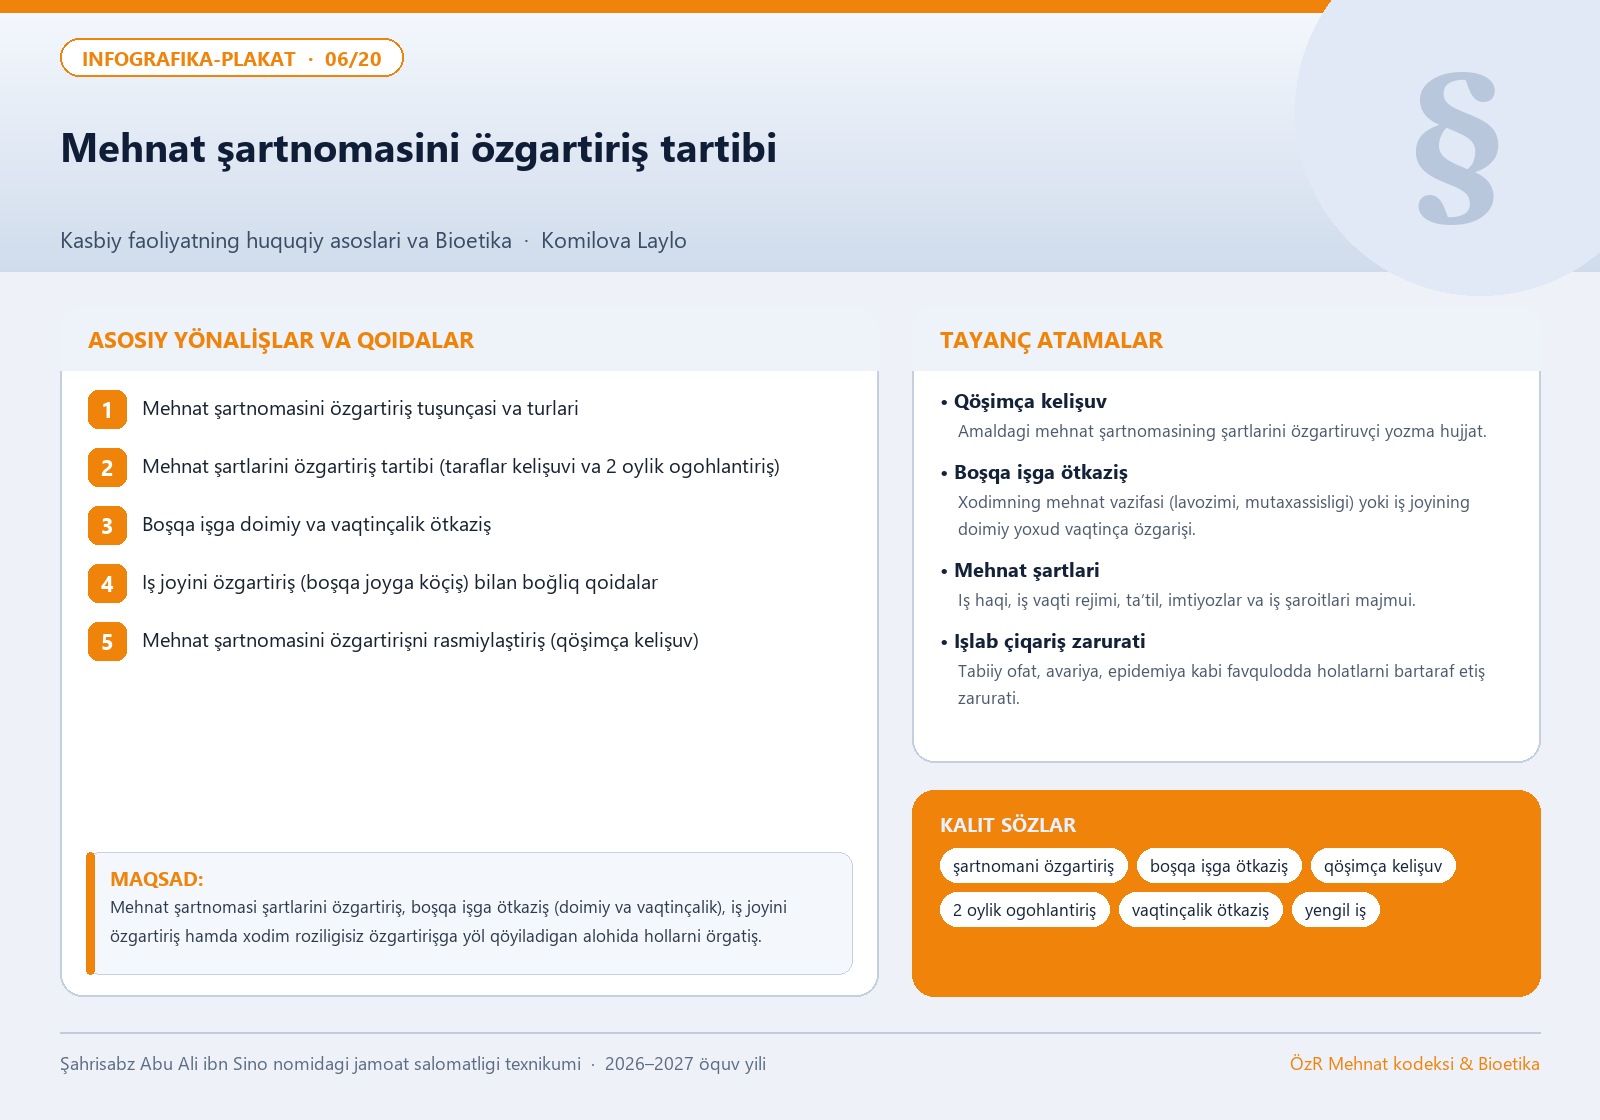 INFOGRAFIKA-PLAKAT · 06/20
§
Mehnat şartnomasini özgartiriş tartibi
Kasbiy faoliyatning huquqiy asoslari va Bioetika · Komilova Laylo
ASOSIY YÖNALİŞLAR VA QOIDALAR
1 Mehnat şartnomasini özgartiriş tuşunçasi va turlari
2 Mehnat şartlarini özgartiriş tartibi (taraflar kelişuvi va 2 oylik ogohlantiriş)
3 Boşqa işga doimiy va vaqtinçalik ötkaziş
4 Iş joyini özgartiriş (boşqa joyga köçiş) bilan boğliq qoidalar
5 Mehnat şartnomasini özgartirişni rasmiylaştiriş (qöşimça kelişuv)
MAQSAD:
Mehnat şartnomasi şartlarini özgartiriş, boşqa işga ötkaziş (doimiy va vaqtinçalik), iş joyini
özgartiriş hamda xodim roziligisiz özgartirişga yöl qöyiladigan alohida hollarni örgatiş.
TAYANÇ ATAMALAR
• Qöşimça kelişuv
Amaldagi mehnat şartnomasining şartlarini özgartiruvçi yozma hujjat.
• Boşqa işga ötkaziş
Xodimning mehnat vazifasi (lavozimi, mutaxassisligi) yoki iş joyining
doimiy yoxud vaqtinça özgarişi.
• Mehnat şartlari
Iş haqi, iş vaqti rejimi, ta’til, imtiyozlar va iş şaroitlari majmui.
• Işlab çiqariş zarurati
Tabiiy ofat, avariya, epidemiya kabi favqulodda holatlarni bartaraf etiş
zarurati.
KALIT SÖZLAR
şartnomani özgartiriş boşqa işga ötkaziş qöşimça kelişuv
2 oylik ogohlantiriş vaqtinçalik ötkaziş yengil iş
Şahrisabz Abu Ali ibn Sino nomidagi jamoat salomatligi texnikumi · 2026–2027 öquv yili
ÖzR Mehnat kodeksi & Bioetika